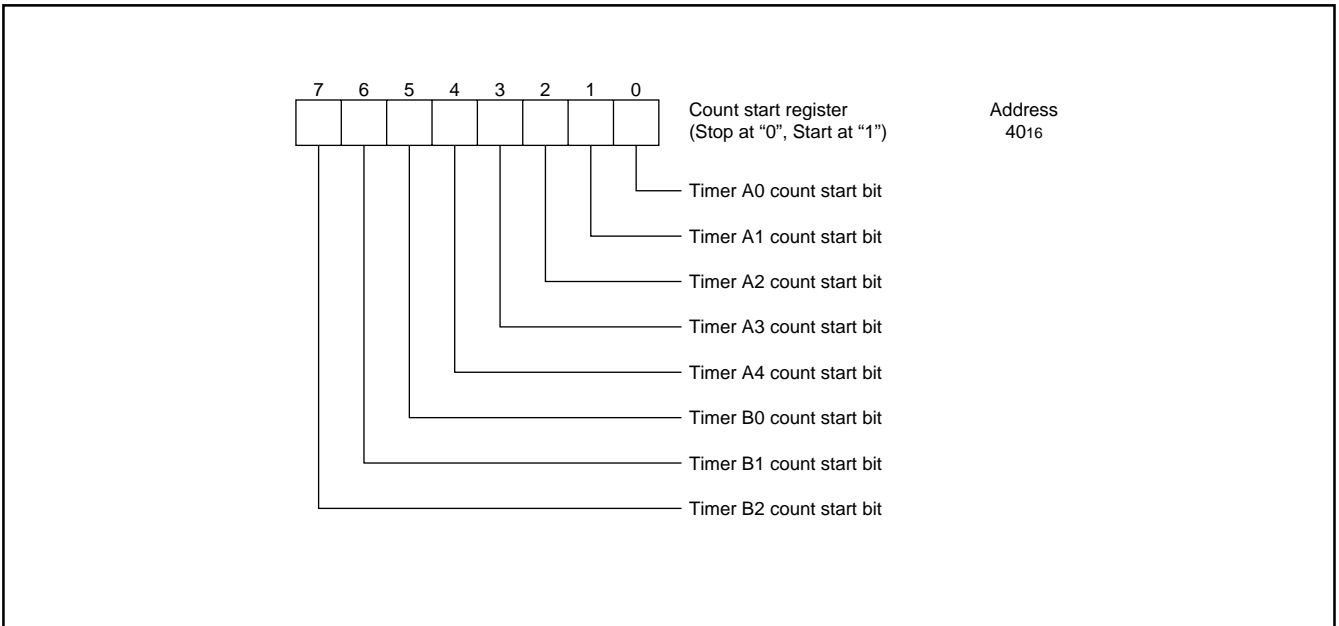 7 6 5 4 3 2 1 0
Count start register Address
(Stop at “0”, Start at “1”) 4016
Timer A0 count start bit
Timer A1 count start bit
Timer A2 count start bit
Timer A3 count start bit
Timer A4 count start bit
Timer B0 count start bit
Timer B1 count start bit
Timer B2 count start bit